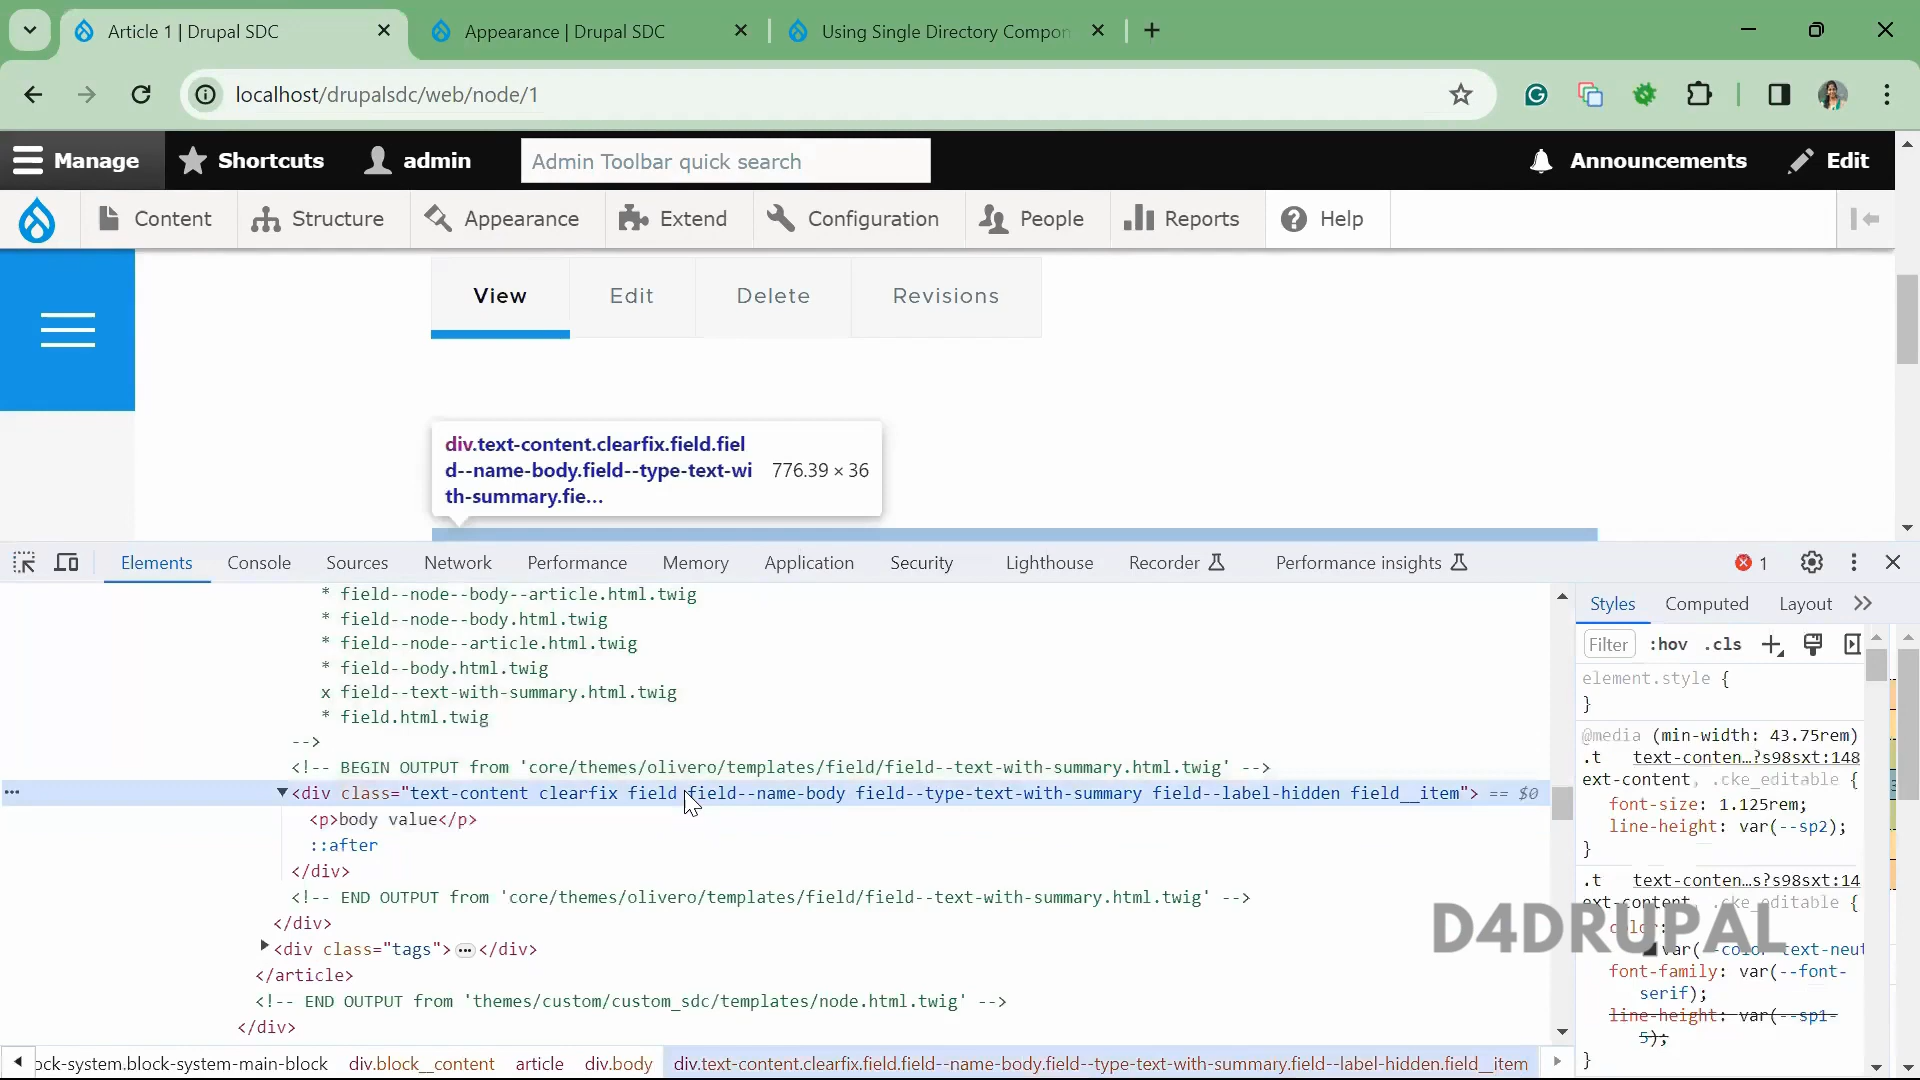 Article 1 | Drupal SDC
Appearance | Drupal SDC
Using Single Directory Compon
localhost/drupalsdc/web/node/1
Manage
Shortcuts
admin
Admin Toolbar quick search
Announcements
Edit
Content
Structure
Appearance
Extend
Configuration
People
Reports
Help
View
Edit
Delete
Revisions
div.text-content.clearfix.field.fiel
d--name-body.field--type-text-wi
th-summary.fie…
776.39 × 36
Elements
Console
Sources
Network
Performance
Memory
Application
Security
Lighthouse
Recorder
Performance insights
1
* field--node--body--article.html.twig
* field--node--body.html.twig
* field--node--article.html.twig
* field--body.html.twig
x field--text-with-summary.html.twig
* field.html.twig
-->
<!-- BEGIN OUTPUT from 'core/themes/olivero/templates/field/field--text-with-summary.html.twig' -->
<div class="text-content clearfix field field--name-body field--type-text-with-summary field--label-hidden field__item"> == $0
<p>body value</p>
::after
</div>
<!-- END OUTPUT from 'core/themes/olivero/templates/field/field--text-with-summary.html.twig' -->
</div>
<div class="tags">…</div>
</article>
<!-- END OUTPUT from 'themes/custom/custom_sdc/templates/node.html.twig' -->
</div>
ock-system.block-system-main-block
div.block__content
article
div.body
div.text-content.clearfix.field.field--name-body.field--type-text-with-summary.field--label-hidden.field__item
Styles
Computed
Layout
Filter
:hov
.cls
element.style {
}
@media (min-width: 43.75rem)
.t text-conten…?s98sxt:148
ext-content, .cke_editable {
font-size: 1.125rem;
line-height: var(--sp2);
}
.t text-conten…s?s98sxt:14
ext-content, .cke_editable {
color:
var(--color-text-neut
font-family: var(--font-
serif);
line-height: var(--sp1-
5);
}
D4DRUPAL